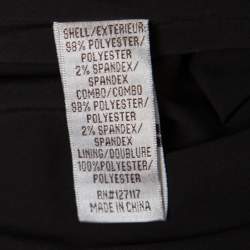 SHELL/EXTERIEUR:
98% POLYESTER/
POLYESTER
2% SPANDEX/
SPANDEX
COMBO/COMBO
98% POLYESTER/
POLYESTER
2% SPANDEX/
SPANDEX
LINING/DOUBLURE
100%POLYESTER/
POLYESTER
RN#127117
MADE IN CHINA